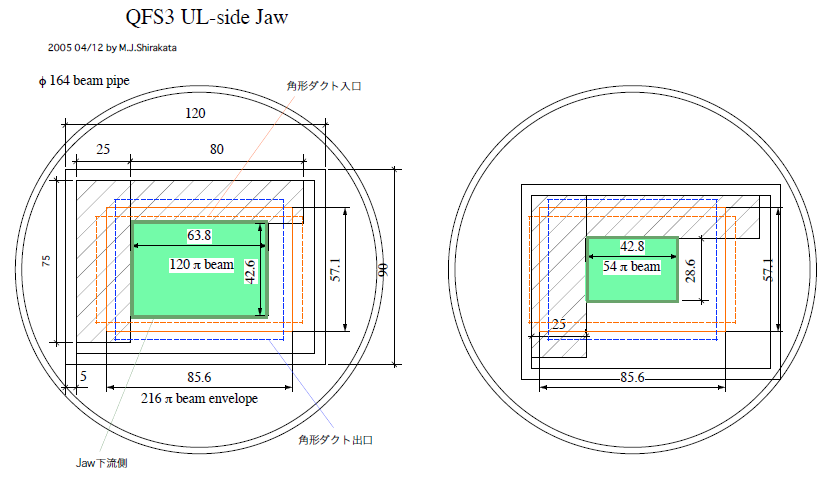 QFS3 UL-side Jaw
2005 04/12 by M.J.Shirakata
ϕ 164 beam pipe
角形ダクト入口
120
25
80
75
63.8
120 π beam
42.6
57.1
90
5
85.6
216 π beam envelope
角形ダクト出口
Jaw下流側
42.8
54 π beam
28.6
57.1
25
85.6